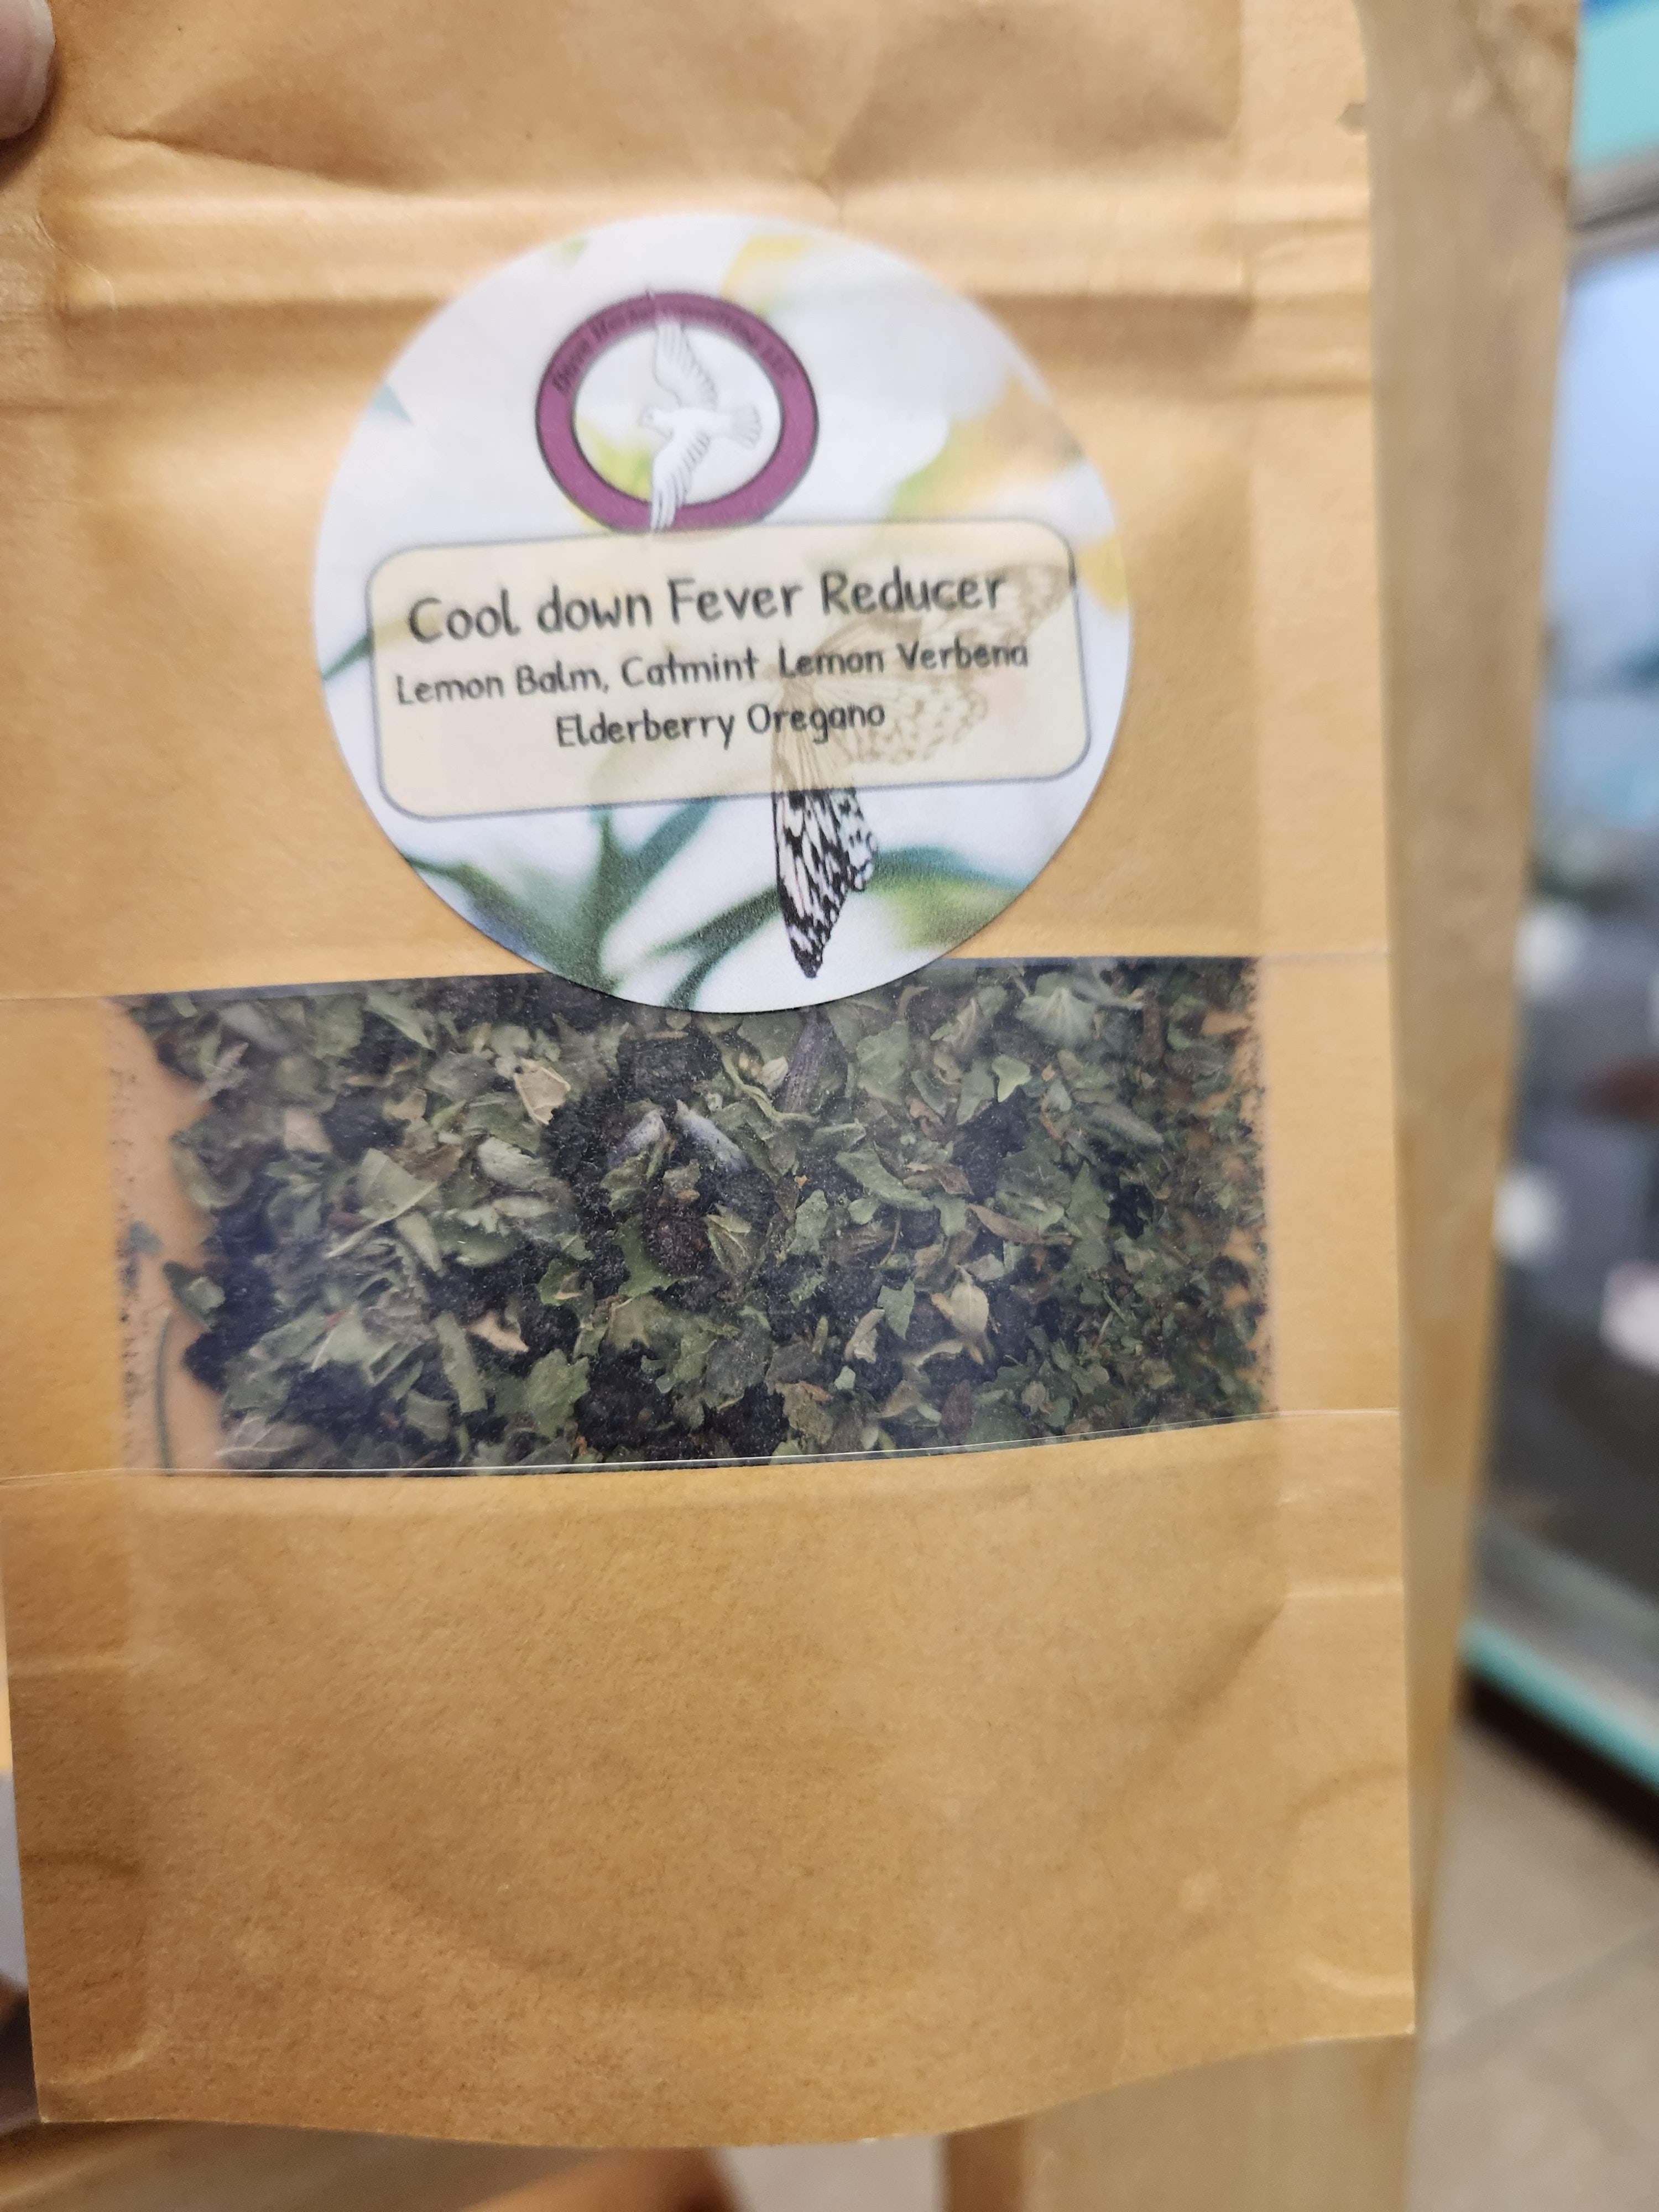 Cool down Fever Reducer
Lemon Balm, Catmint Lemon Verbena
Elderberry Oregano